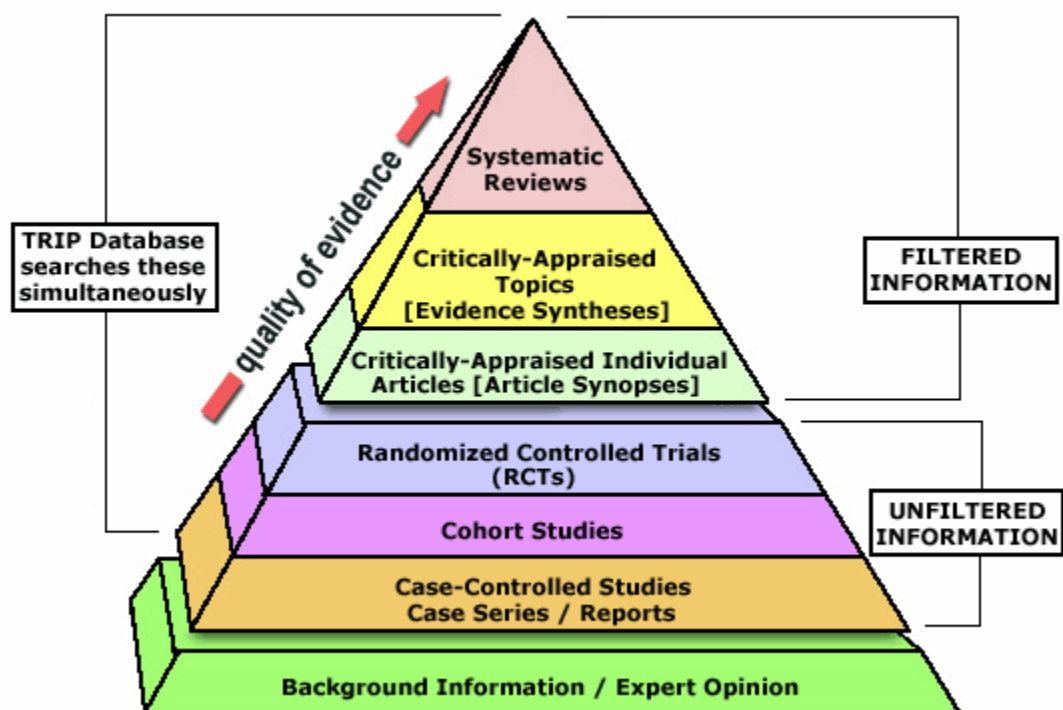 Systematic
Reviews
quality of evidence
TRIP Database
searches these
simultaneously
FILTERED
INFORMATION
Critically-Appraised
Topics
[Evidence Syntheses]
Critically-Appraised Individual
Articles [Article Synopses]
Randomized Controlled Trials
(RCTs)
UNFILTERED
INFORMATION
Cohort Studies
Case-Controlled Studies
Case Series / Reports
Background Information / Expert Opinion